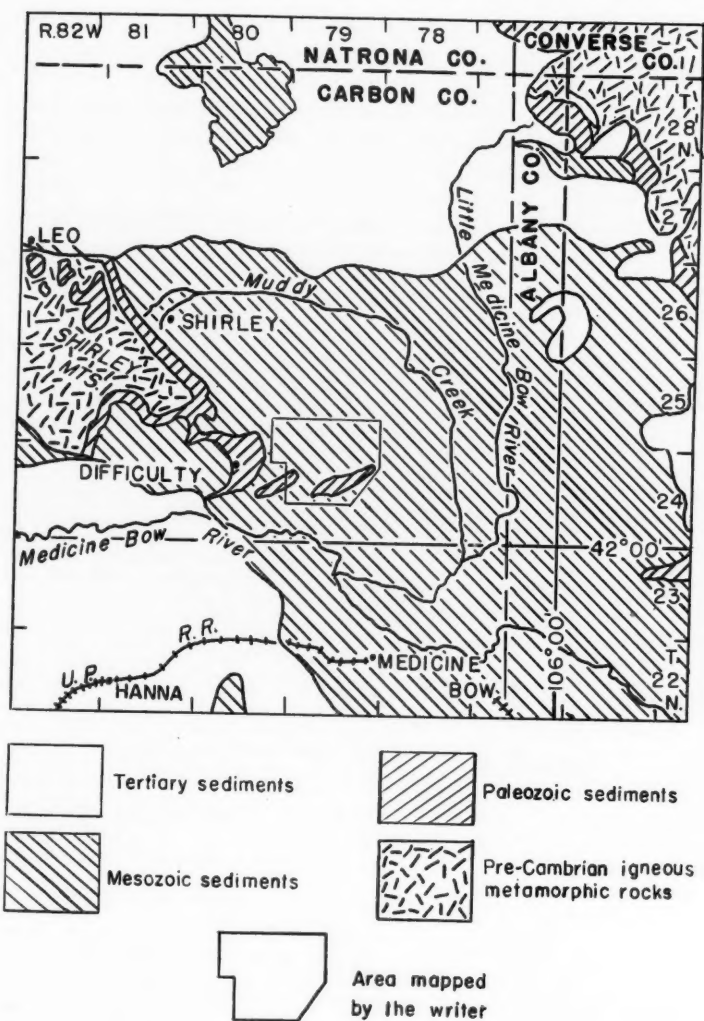 R.82W 81 80 79 78
NATRONA CO.
CONVERSE CO.
CARBON CO.
T. 28 N.
ALBANY CO.
Little Medicine Bow River
27
LEO
Muddy Creek
SHIRLEY
26
SHIRLEY MTS.
25
DIFFICULTY
24
Medicine Bow River
42°00'
23
106°00'
U.P. R.R.
MEDICINE BOW
HANNA
T. 22 N.
Tertiary sediments
Paleozoic sediments
Mesozoic sediments
Pre-Cambrian igneous
metamorphic rocks
Area mapped
by the writer